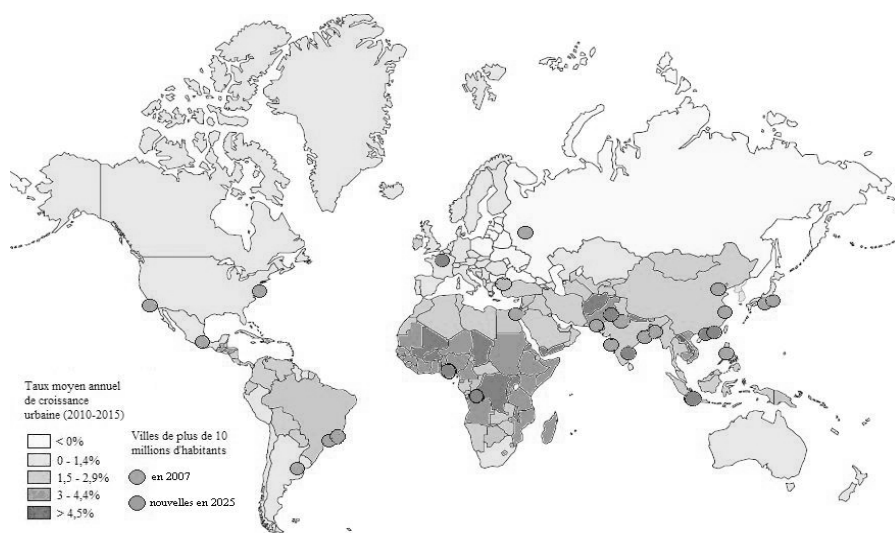 Taux moyen annuel
de croissance
urbaine (2010-2015)
< 0%
0 - 1,4%
1,5 - 2,9%
3 - 4,4%
> 4,5%
Villes de plus de 10
millions d'habitants
en 2007
nouvelles en 2025